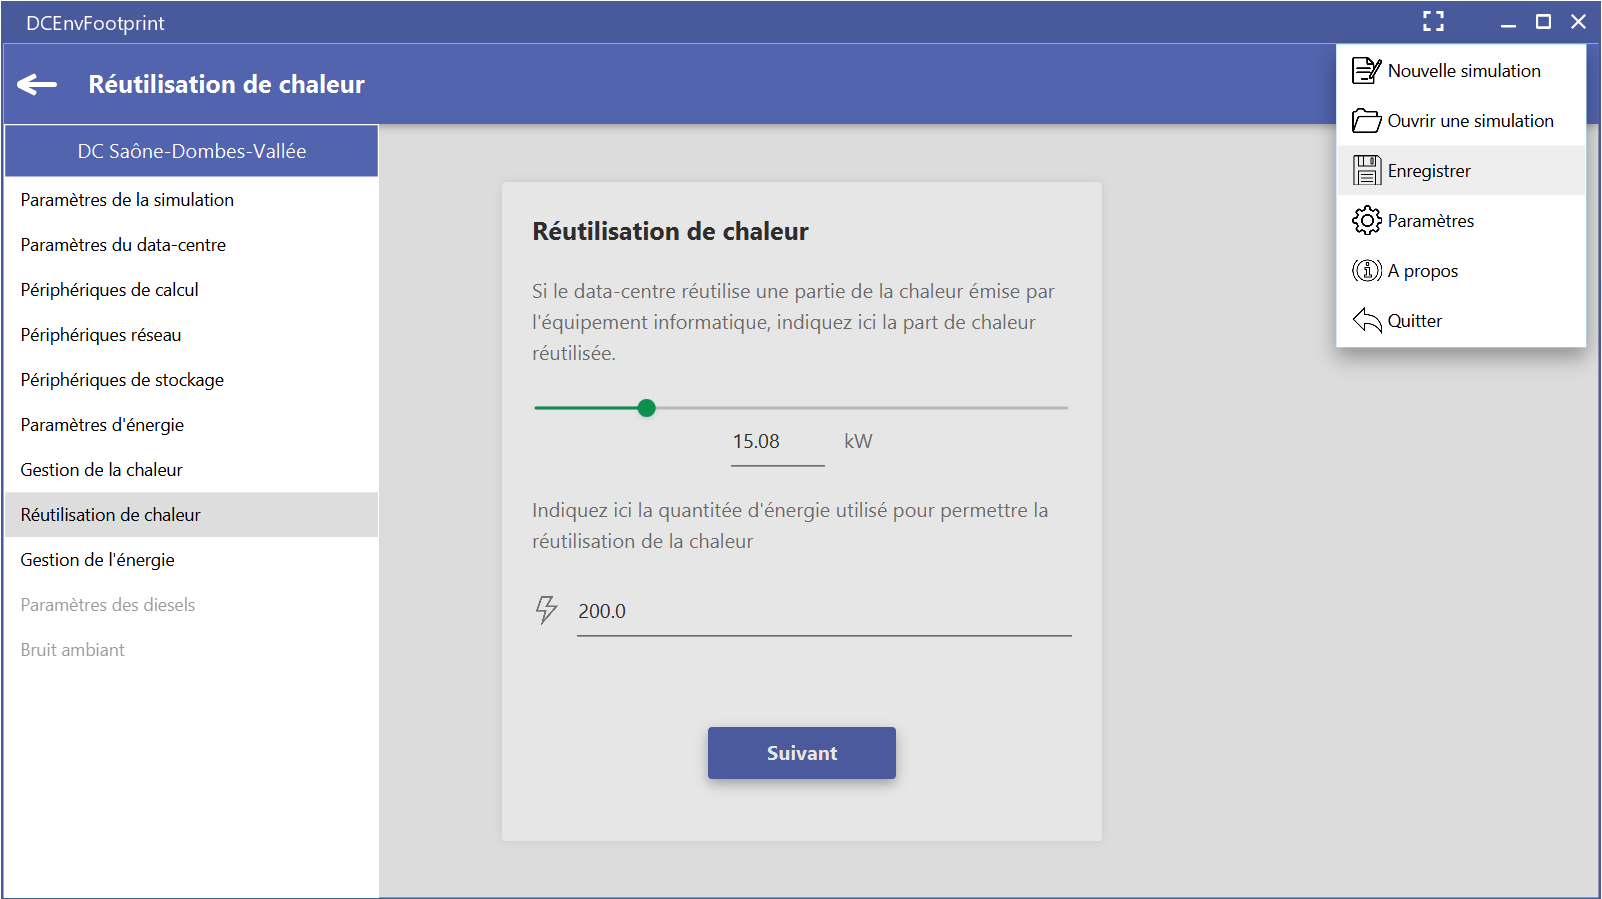 DCEnvFootprint
Réutilisation de chaleur
Nouvelle simulation
Ouvrir une simulation
Enregistrer
Paramètres
A propos
Quitter
DC Saône-Dombes-Vallée
Paramètres de la simulation
Paramètres du data-centre
Périphériques de calcul
Périphériques réseau
Périphériques de stockage
Paramètres d'énergie
Gestion de la chaleur
Réutilisation de chaleur
Gestion de l'énergie
Paramètres des diesels
Bruit ambiant
Réutilisation de chaleur
Si le data-centre réutilise une partie de la chaleur émise par
l'équipement informatique, indiquez ici la part de chaleur
réutilisée.
15.08 kW
Indiquez ici la quantitée d'énergie utilisé pour permettre la
réutilisation de la chaleur
200.0
Suivant